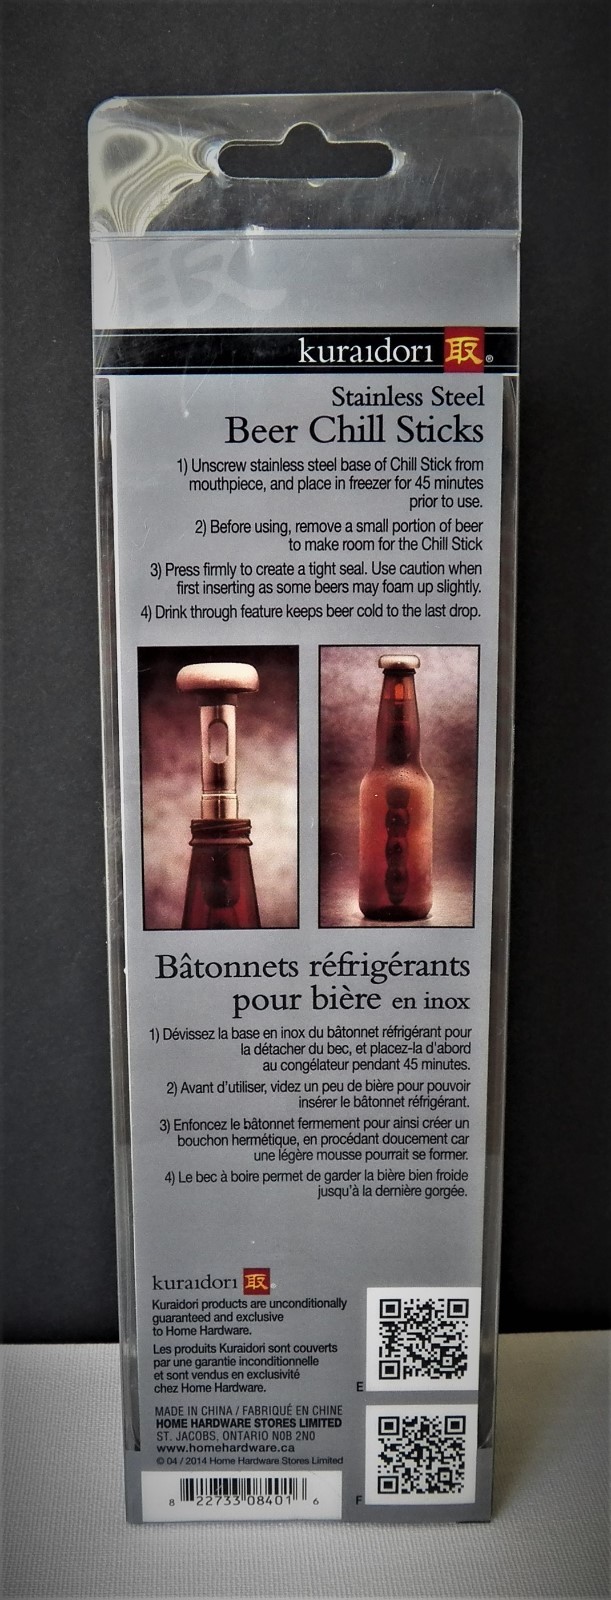 kuraıdori 取®
Stainless Steel
Beer Chill Sticks
1) Unscrew stainless steel base of Chill Stick from
mouthpiece, and place in freezer for 45 minutes
prior to use.
2) Before using, remove a small portion of beer
to make room for the Chill Stick
3) Press firmly to create a tight seal. Use caution when
first inserting as some beers may foam up slightly.
4) Drink through feature keeps beer cold to the last drop.
Bâtonnets réfrigérants
pour bière en inox
1) Dévissez la base en inox du bâtonnet réfrigérant pour
la détacher du bec, et placez-la d'abord
au congélateur pendant 45 minutes.
2) Avant d'utiliser, videz un peu de bière pour pouvoir
insérer le bâtonnet réfrigérant.
3) Enfoncez le bâtonnet fermement pour ainsi créer un
bouchon hermétique, en procédant doucement car
une légère mousse pourrait se former.
4) Le bec à boire permet de garder la bière bien froide
jusqu'à la dernière gorgée.
kuraıdori 取®
Kuraidori products are unconditionally
guaranteed and exclusive
to Home Hardware.
Les produits Kuraidori sont couverts
par une garantie inconditionnelle
et sont vendus en exclusivité
chez Home Hardware.
E
MADE IN CHINA / FABRIQUÉ EN CHINE
HOME HARDWARE STORES LIMITED
ST. JACOBS, ONTARIO N0B 2N0
www.homehardware.ca
© 04 / 2014 Home Hardware Stores Limited
F
8 22733 08401 6